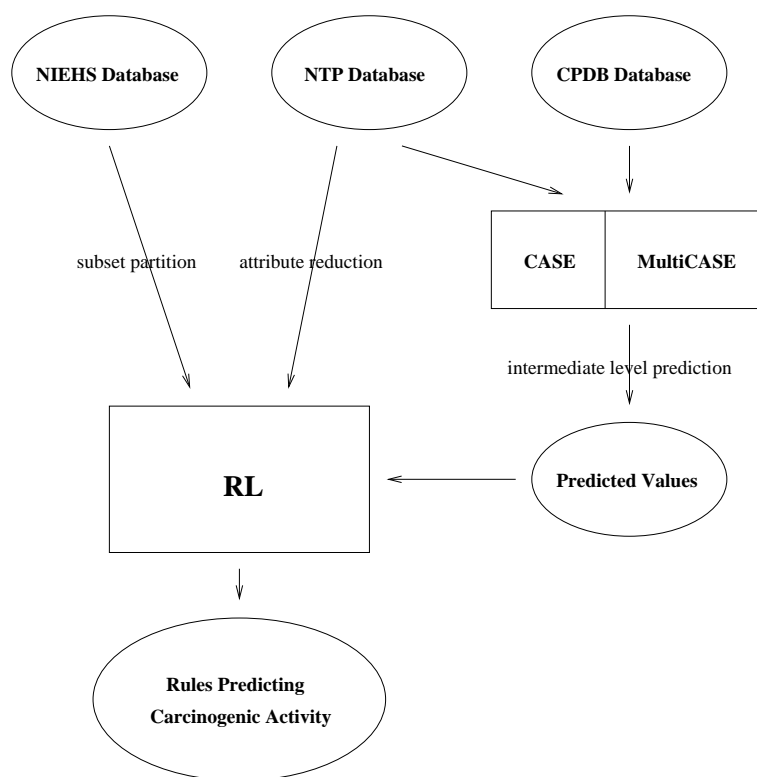 NIEHS Database
NTP Database
CPDB Database
subset partition
attribute reduction
CASE
MultiCASE
intermediate level prediction
RL
Predicted Values
Rules Predicting
Carcinogenic Activity